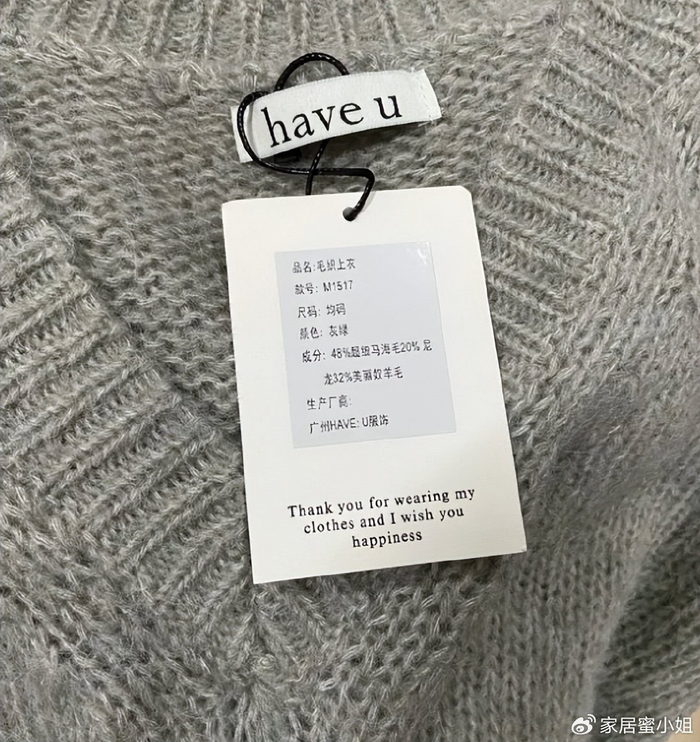 have u
品名:毛织上衣
款号: M1517
尺码: 均码
颜色: 灰绿
成分: 48%超级马海毛20% 尼
龙32%美丽奴羊毛
生产厂商:
广州HAVE: U服饰
Thank you for wearing my
clothes and I wish you
happiness
家居蜜小姐